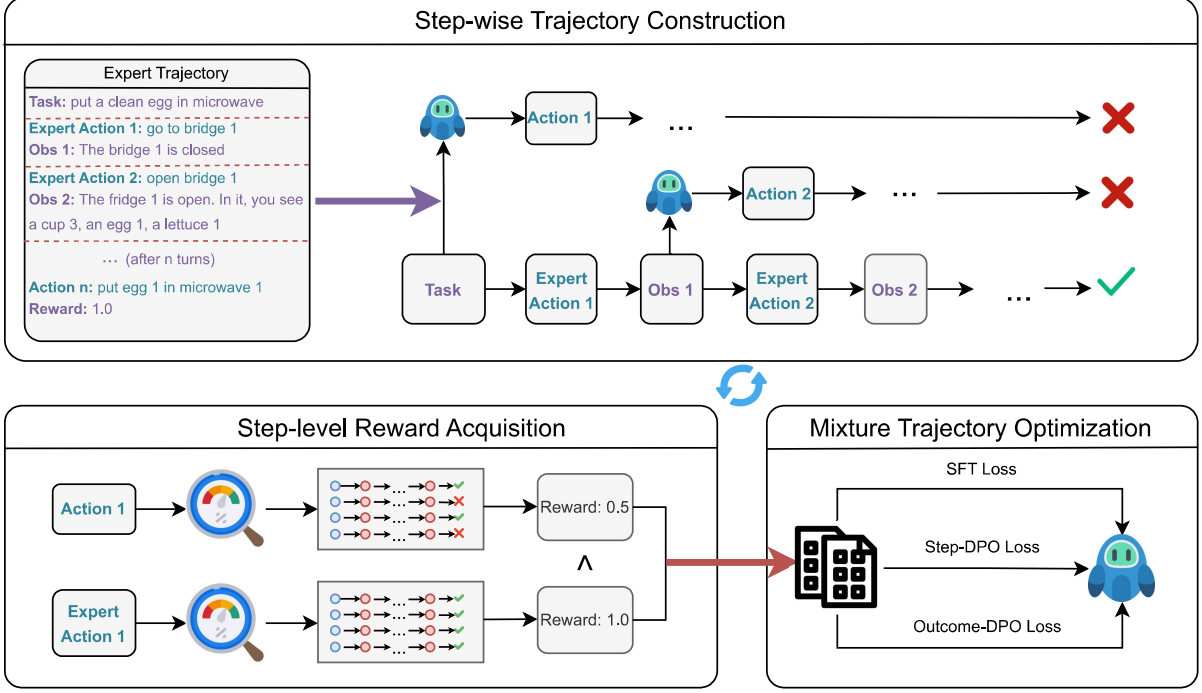 Step-wise Trajectory Construction
Expert Trajectory
Task: put a clean egg in microwave
Expert Action 1: go to bridge 1
Obs 1: The bridge 1 is closed
Expert Action 2: open bridge 1
Obs 2: The fridge 1 is open. In it, you see
a cup 3, an egg 1, a lettuce 1
... (after n turns)
Action n: put egg 1 in microwave 1
Reward: 1.0
Action 1
...
Action 2
...
Task
Expert
Action 1
Obs 1
Expert
Action 2
Obs 2
...
Step-level Reward Acquisition
Action 1
...
...
...
...
Reward: 0.5
<
Expert
Action 1
...
...
...
...
Reward: 1.0
Mixture Trajectory Optimization
SFT Loss
Step-DPO Loss
Outcome-DPO Loss